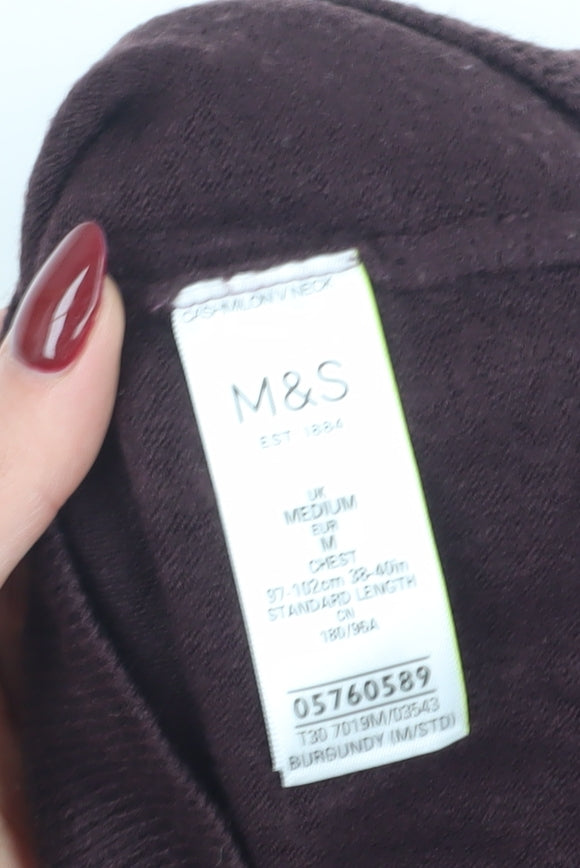 CASHMILON V NECK
M&S
EST 1884
UK
MEDIUM
EUR
M
CHEST
97-102cm 38-40in
STANDARD LENGTH
CN
180/96A
05760589
T30 7019M/03543
BURGUNDY (M/STD)